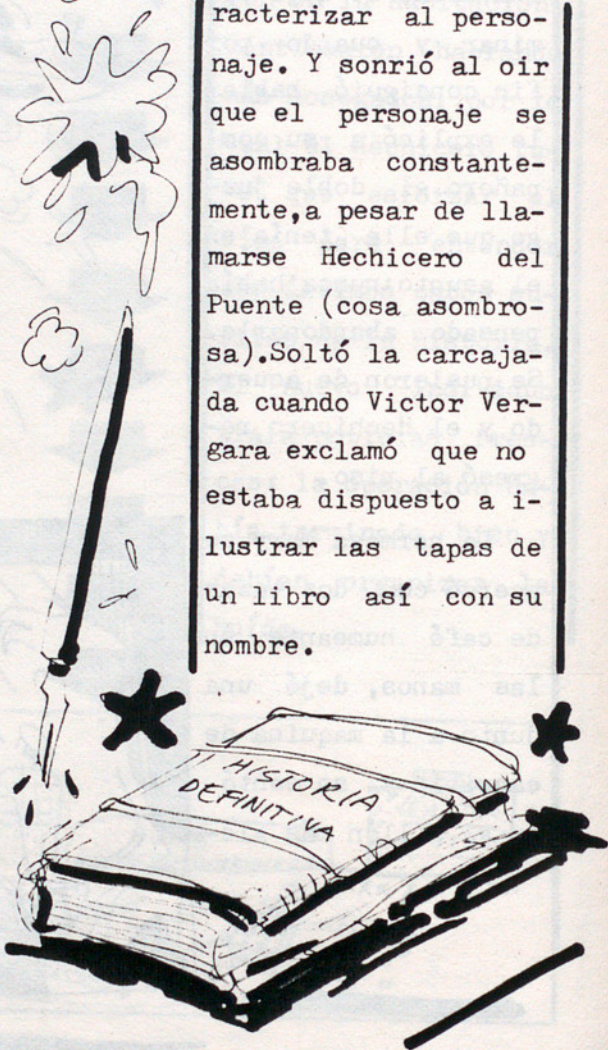 racterizar al perso-
naje. Y sonrió al oir
que el personaje se
asombraba constante-
mente,a pesar de lla-
marse Hechicero del
Puente (cosa asombro-
sa).Soltó la carcaja-
da cuando Victor Ver-
gara exclamó que no
estaba dispuesto a i-
lustrar las tapas de
un libro así con su
nombre.
HISTORIA
DEFINITIVA